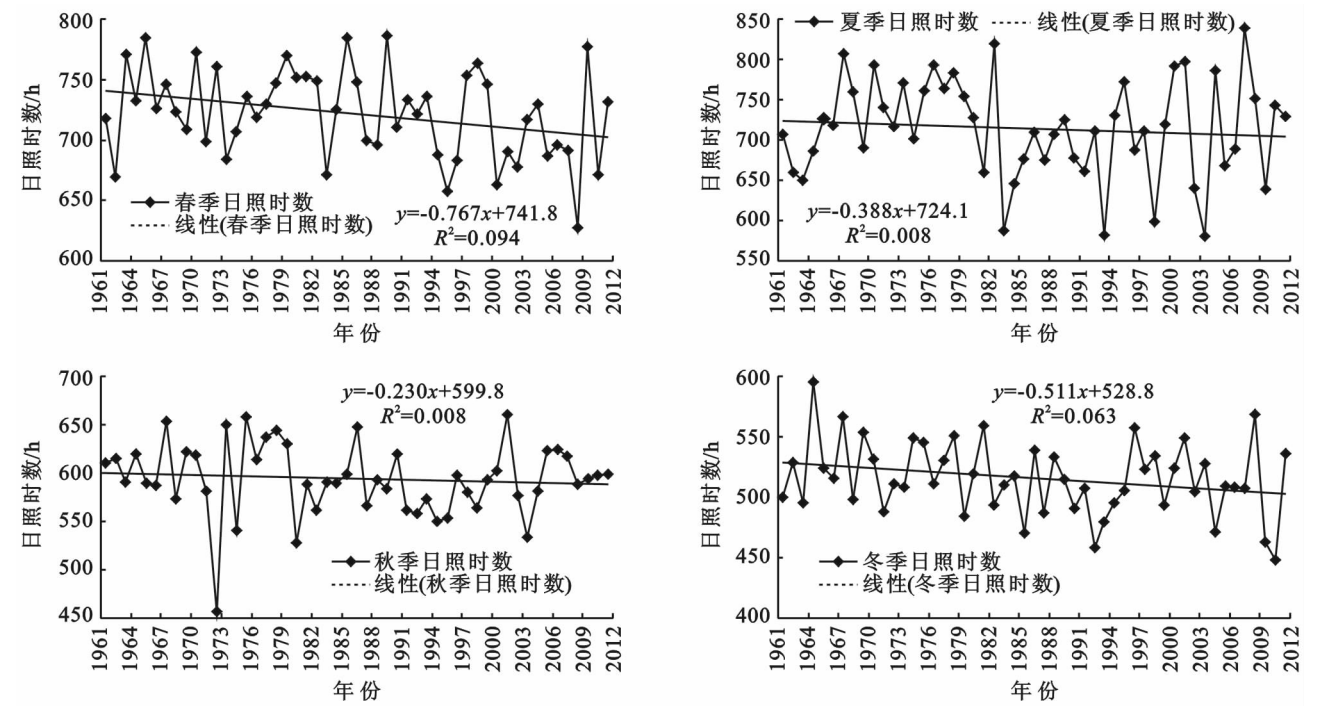 800
750
700
650
600
日照时数/h
春季日照时数
线性(春季日照时数)
y=-0.767x+741.8
R²=0.094
1961 1964 1967 1970 1973 1976 1979 1982 1985 1988 1991 1994 1997 2000 2003 2006 2009 2012
年份
850
800
750
700
650
600
550
日照时数/h
夏季日照时数 线性(夏季日照时数)
y=-0.388x+724.1
R²=0.008
1961 1964 1967 1970 1973 1976 1979 1982 1985 1988 1991 1994 1997 2000 2003 2006 2009 2012
年份
700
650
600
550
500
450
日照时数/h
y=-0.230x+599.8
R²=0.008
秋季日照时数
线性(秋季日照时数)
1961 1964 1967 1970 1973 1976 1979 1982 1985 1988 1991 1994 1997 2000 2003 2006 2009 2012
年份
600
550
500
450
400
日照时数/h
y=-0.511x+528.8
R²=0.063
冬季日照时数
线性(冬季日照时数)
1961 1964 1967 1970 1973 1976 1979 1982 1985 1988 1991 1994 1997 2000 2003 2006 2009 2012
年份